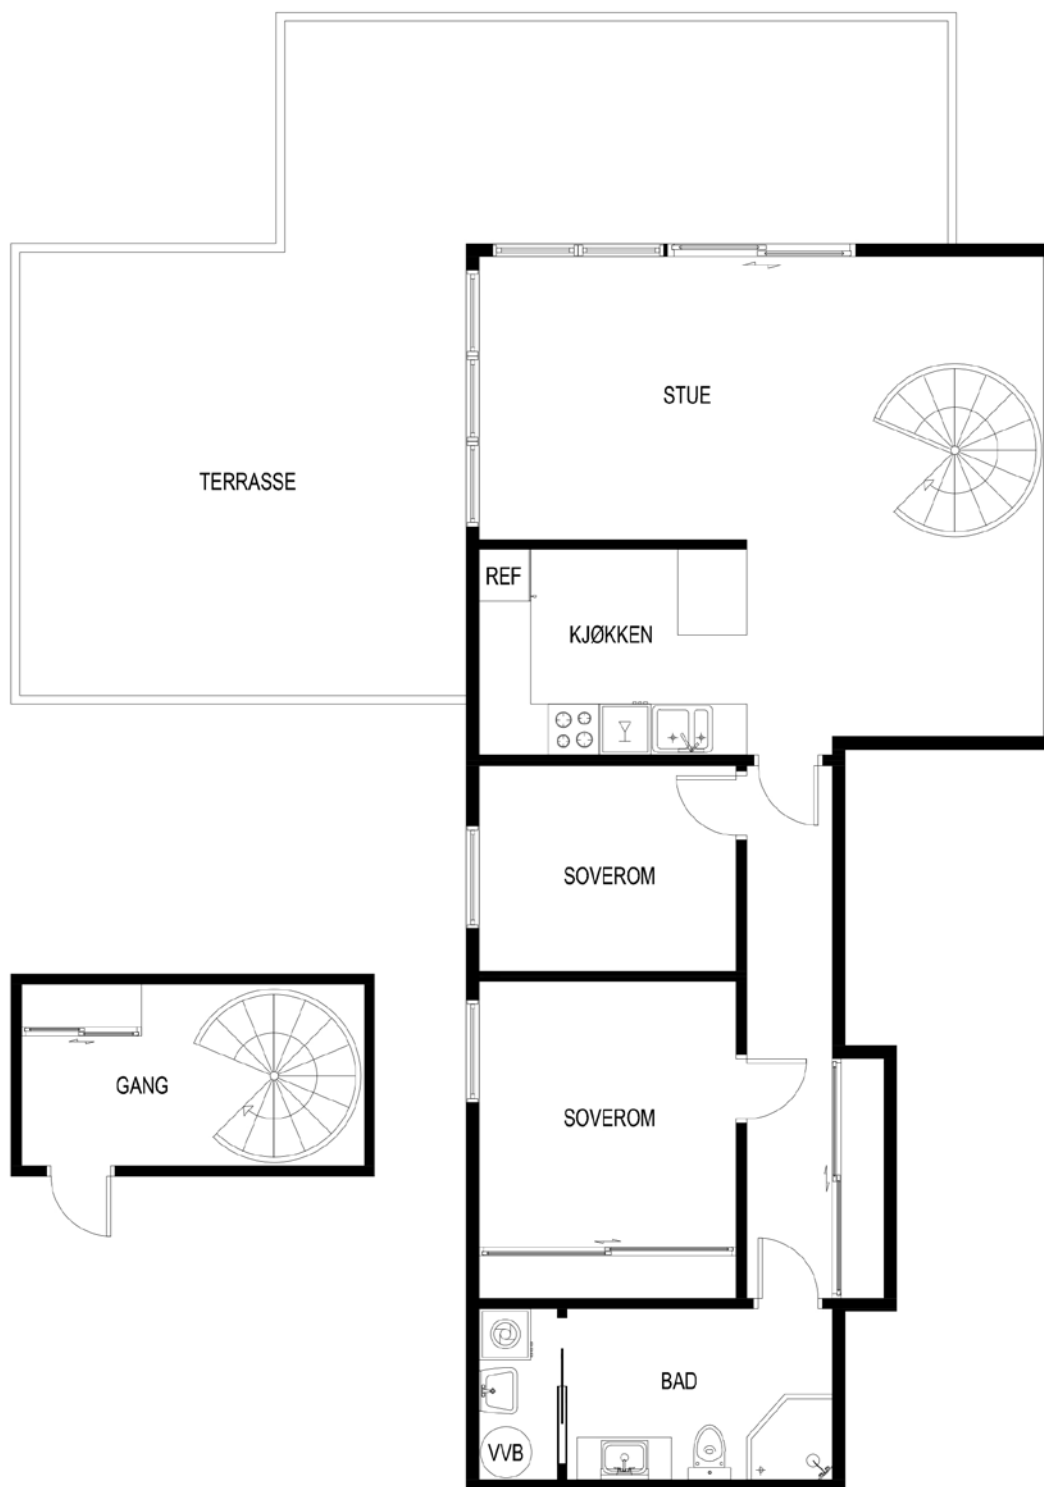 STUE
TERRASSE
REF
KJØKKEN
SOVEROM
GANG
SOVEROM
BAD
VVB